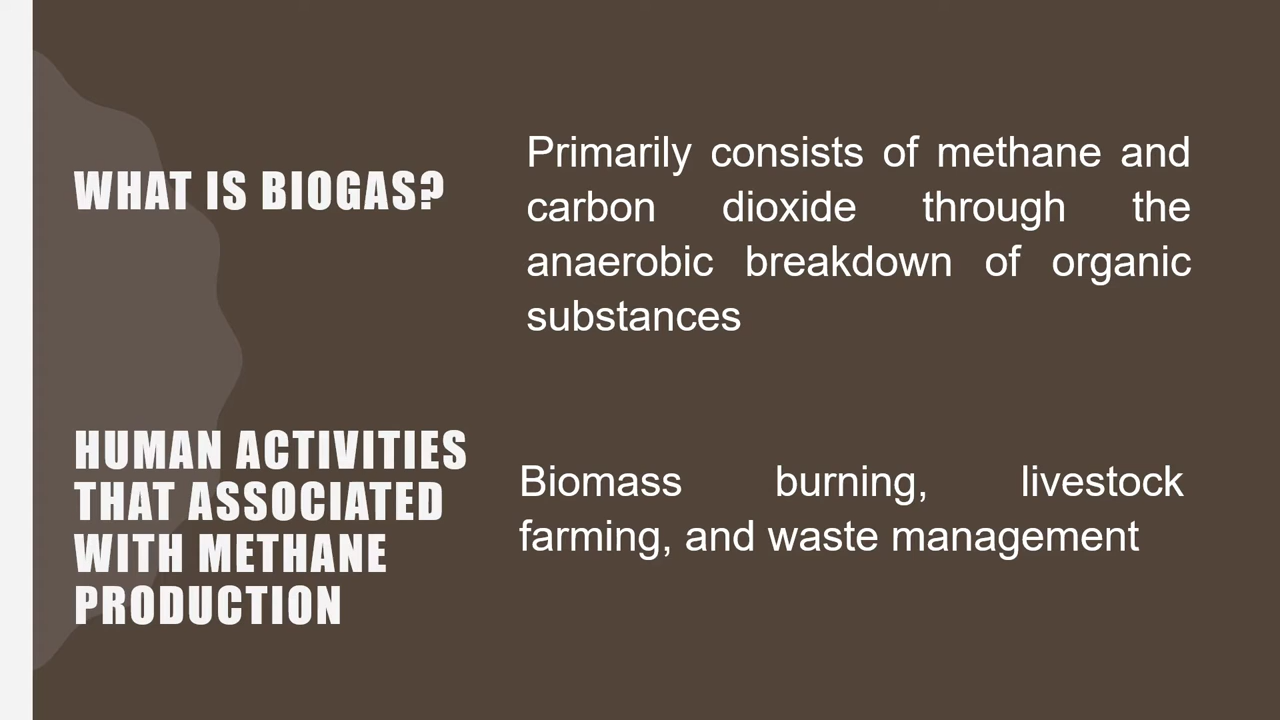 WHAT IS BIOGAS?
Primarily consists of methane and
carbon dioxide through the
anaerobic breakdown of organic
substances
HUMAN ACTIVITIES
THAT ASSOCIATED
WITH METHANE
PRODUCTION
Biomass burning, livestock
farming, and waste management